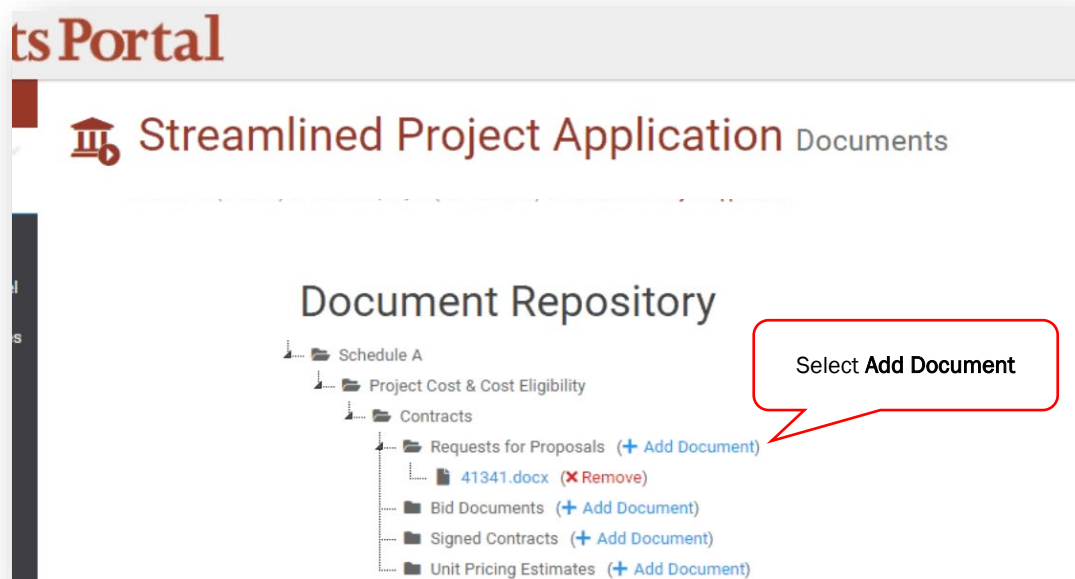 ts Portal
Streamlined Project Application Documents
Document Repository
Schedule A
Select Add Document
Project Cost & Cost Eligibility
Contracts
Requests for Proposals (+ Add Document)
41341.docx (✖ Remove)
Bid Documents (+ Add Document)
Signed Contracts (+ Add Document)
Unit Pricing Estimates (+ Add Document)